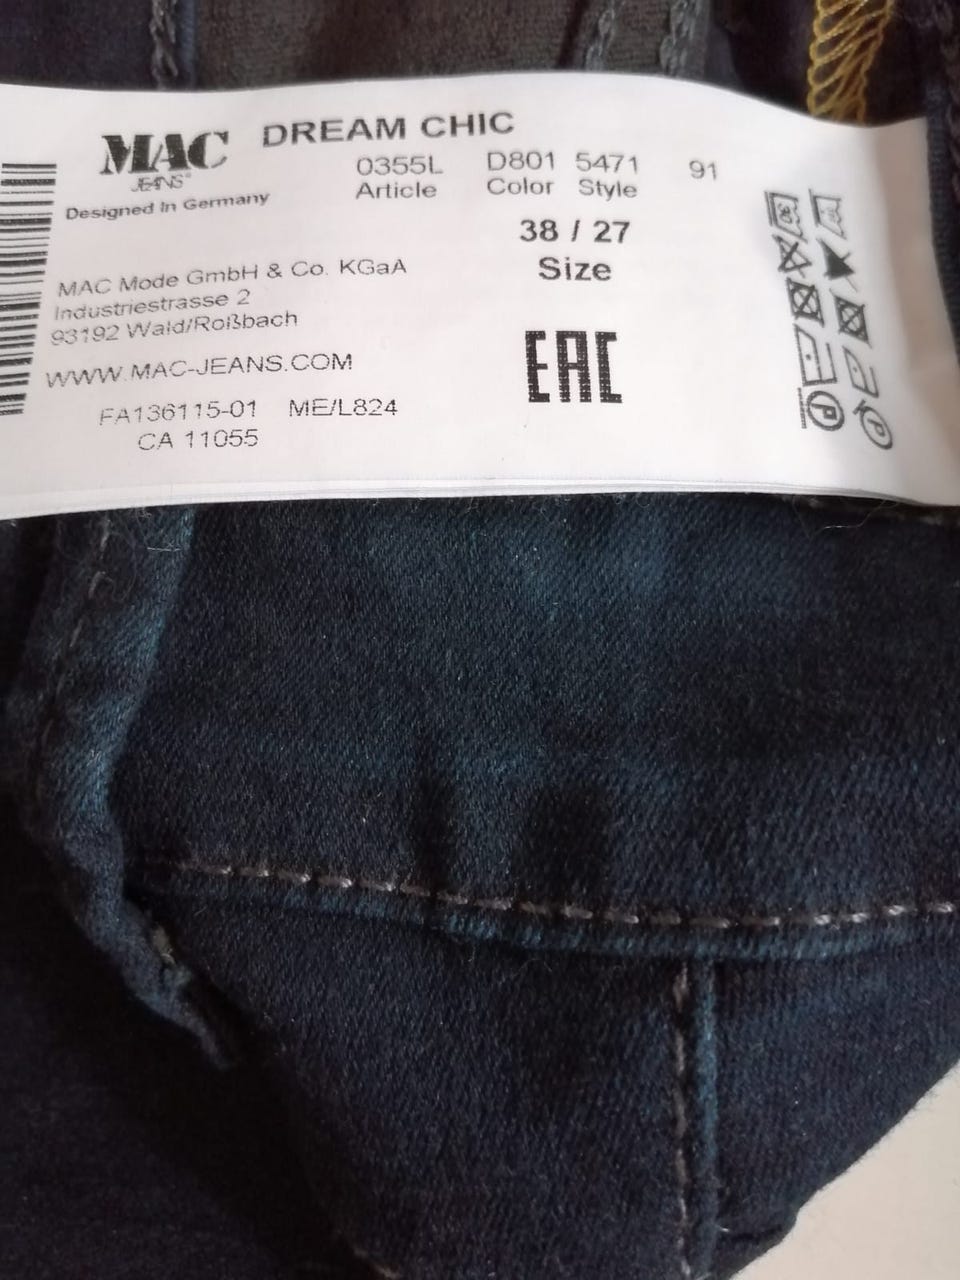 MAC
JEANS®
DREAM CHIC
0355L D801 5471 91
Article Color Style
Designed In Germany
38 / 27
Size
MAC Mode GmbH & Co. KGaA
Industriestrasse 2
93192 Wald/Roßbach
WWW.MAC-JEANS.COM
EAC
FA136115-01 ME/L824
CA 11055
30
P
P